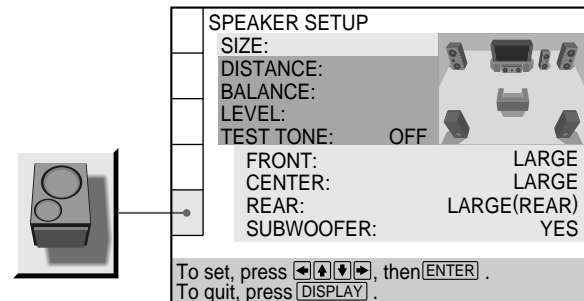 SPEAKER SETUP
SIZE:
DISTANCE:
BALANCE:
LEVEL:
TEST TONE: OFF
FRONT: LARGE
CENTER: LARGE
REAR: LARGE(REAR)
SUBWOOFER: YES
To set, press ←↑↓→, then ENTER .
To quit, press DISPLAY .